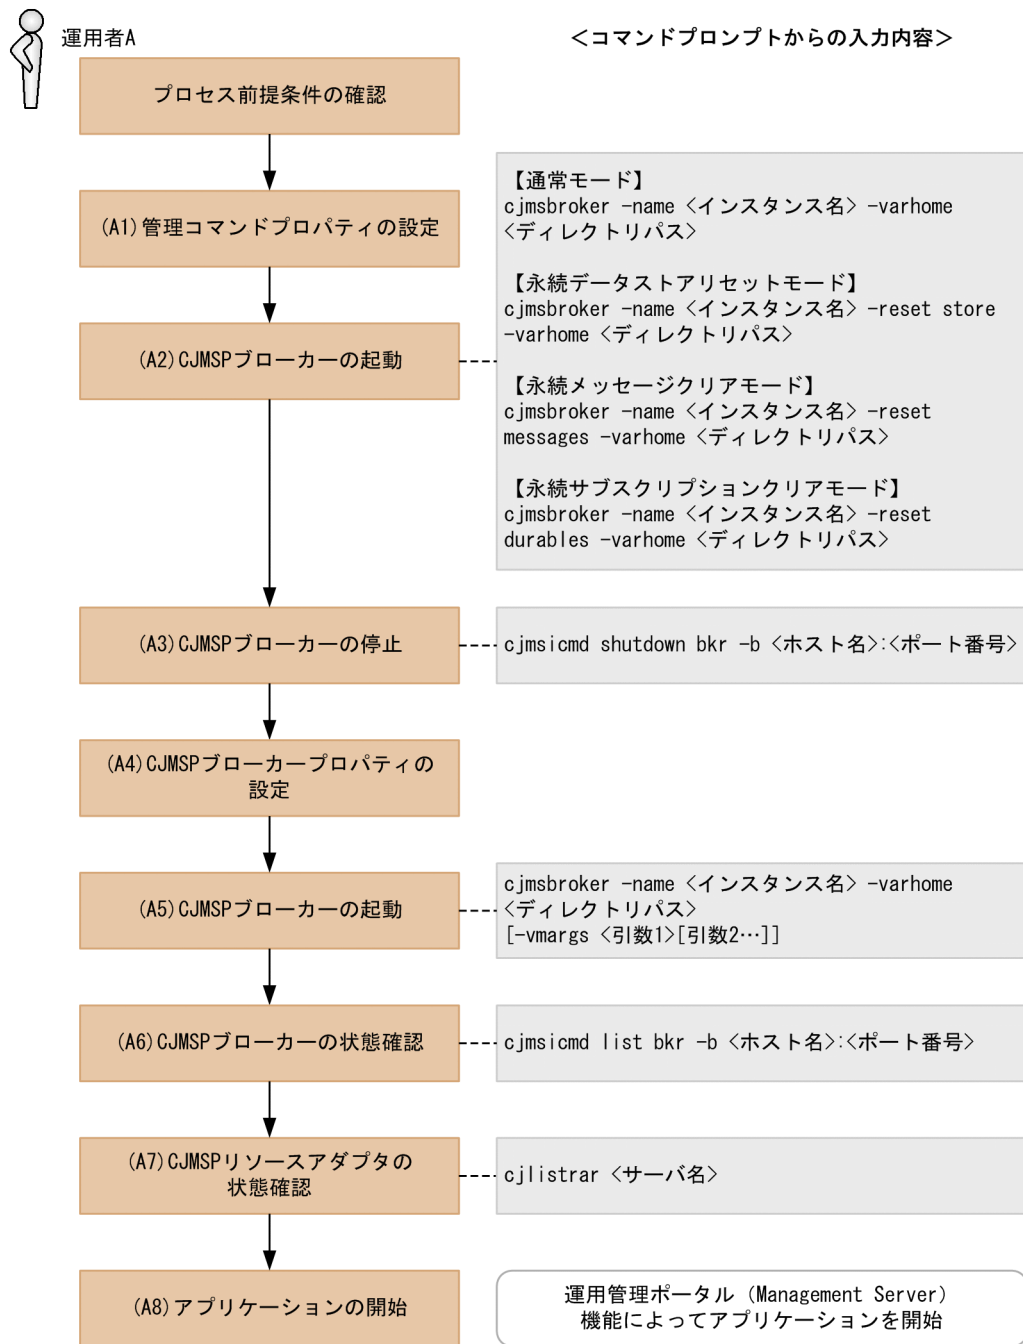 運用者A
<コマンドプロンプトからの入力内容>
プロセス前提条件の確認
(A1)管理コマンドプロパティの設定
【通常モード】
cjmsbroker -name <インスタンス名> -varhome
<ディレクトリパス>
【永続データストアリセットモード】
cjmsbroker -name <インスタンス名> -reset store
-varhome <ディレクトリパス>
【永続メッセージクリアモード】
cjmsbroker -name <インスタンス名> -reset
messages -varhome <ディレクトリパス>
【永続サブスクリプションクリアモード】
cjmsbroker -name <インスタンス名> -reset
durables -varhome <ディレクトリパス>
(A2)CJMSPブローカーの起動
(A3)CJMSPブローカーの停止
cjmsicmd shutdown bkr -b <ホスト名>:<ポート番号>
(A4)CJMSPブローカープロパティの
設定
(A5)CJMSPブローカーの起動
cjmsbroker -name <インスタンス名> -varhome
<ディレクトリパス>
[-vmargs <引数1>[引数2…]]
(A6)CJMSPブローカーの状態確認
cjmsicmd list bkr -b <ホスト名>:<ポート番号>
(A7)CJMSPリソースアダプタの
状態確認
cjlistrar <サーバ名>
(A8)アプリケーションの開始
運用管理ポータル（Management Server）
機能によってアプリケーションを開始